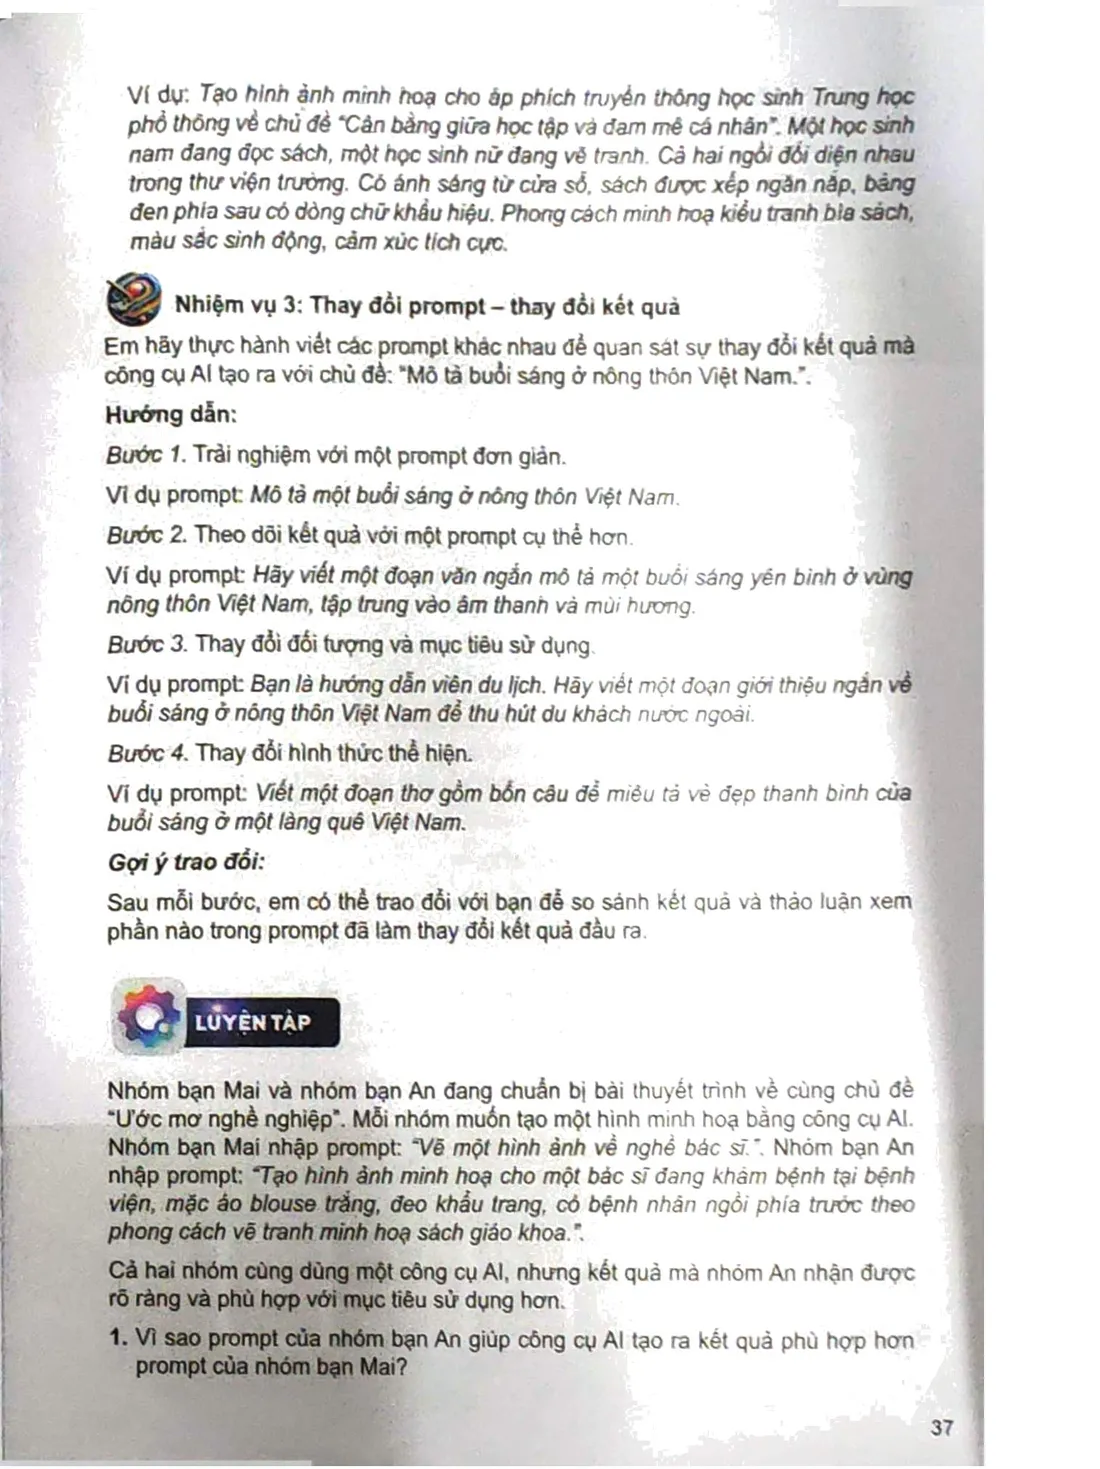 Ví dụ: Tạo hình ảnh minh hoạ cho áp phích truyền thông học sinh Trung học
phổ thông về chủ đề “Cân bằng giữa học tập và đam mê cá nhân”. Một học sinh
nam đang đọc sách, một học sinh nữ đang vẽ tranh. Cả hai ngồi đối diện nhau
trong thư viện trường. Có ánh sáng từ cửa sổ, sách được xếp ngăn nắp, bảng
đen phía sau có dòng chữ khẩu hiệu. Phong cách minh hoạ kiểu tranh bìa sách,
màu sắc sinh động, cảm xúc tích cực.
Nhiệm vụ 3: Thay đổi prompt – thay đổi kết quả
Em hãy thực hành viết các prompt khác nhau để quan sát sự thay đổi kết quả mà
công cụ AI tạo ra với chủ đề: “Mô tả buổi sáng ở nông thôn Việt Nam.”.
Hướng dẫn:
Bước 1. Trải nghiệm với một prompt đơn giản.
Ví dụ prompt: Mô tả một buổi sáng ở nông thôn Việt Nam.
Bước 2. Theo dõi kết quả với một prompt cụ thể hơn.
Ví dụ prompt: Hãy viết một đoạn văn ngắn mô tả một buổi sáng yên bình ở vùng
nông thôn Việt Nam, tập trung vào âm thanh và mùi hương.
Bước 3. Thay đổi đối tượng và mục tiêu sử dụng.
Ví dụ prompt: Bạn là hướng dẫn viên du lịch. Hãy viết một đoạn giới thiệu ngắn về
buổi sáng ở nông thôn Việt Nam để thu hút du khách nước ngoài.
Bước 4. Thay đổi hình thức thể hiện.
Ví dụ prompt: Viết một đoạn thơ gồm bốn câu để miêu tả vẻ đẹp thanh bình của
buổi sáng ở một làng quê Việt Nam.
Gợi ý trao đổi:
Sau mỗi bước, em có thể trao đổi với bạn để so sánh kết quả và thảo luận xem
phần nào trong prompt đã làm thay đổi kết quả đầu ra.
LUYỆN TẬP
Nhóm bạn Mai và nhóm bạn An đang chuẩn bị bài thuyết trình về cùng chủ đề
“Ước mơ nghề nghiệp”. Mỗi nhóm muốn tạo một hình minh hoạ bằng công cụ AI.
Nhóm bạn Mai nhập prompt: “Vẽ một hình ảnh về nghề bác sĩ.”. Nhóm bạn An
nhập prompt: “Tạo hình ảnh minh hoạ cho một bác sĩ đang khám bệnh tại bệnh
viện, mặc áo blouse trắng, đeo khẩu trang, có bệnh nhân ngồi phía trước theo
phong cách vẽ tranh minh hoạ sách giáo khoa.”.
Cả hai nhóm cùng dùng một công cụ AI, nhưng kết quả mà nhóm An nhận được
rõ ràng và phù hợp với mục tiêu sử dụng hơn.
1. Vì sao prompt của nhóm bạn An giúp công cụ AI tạo ra kết quả phù hợp hơn
prompt của nhóm bạn Mai?
37